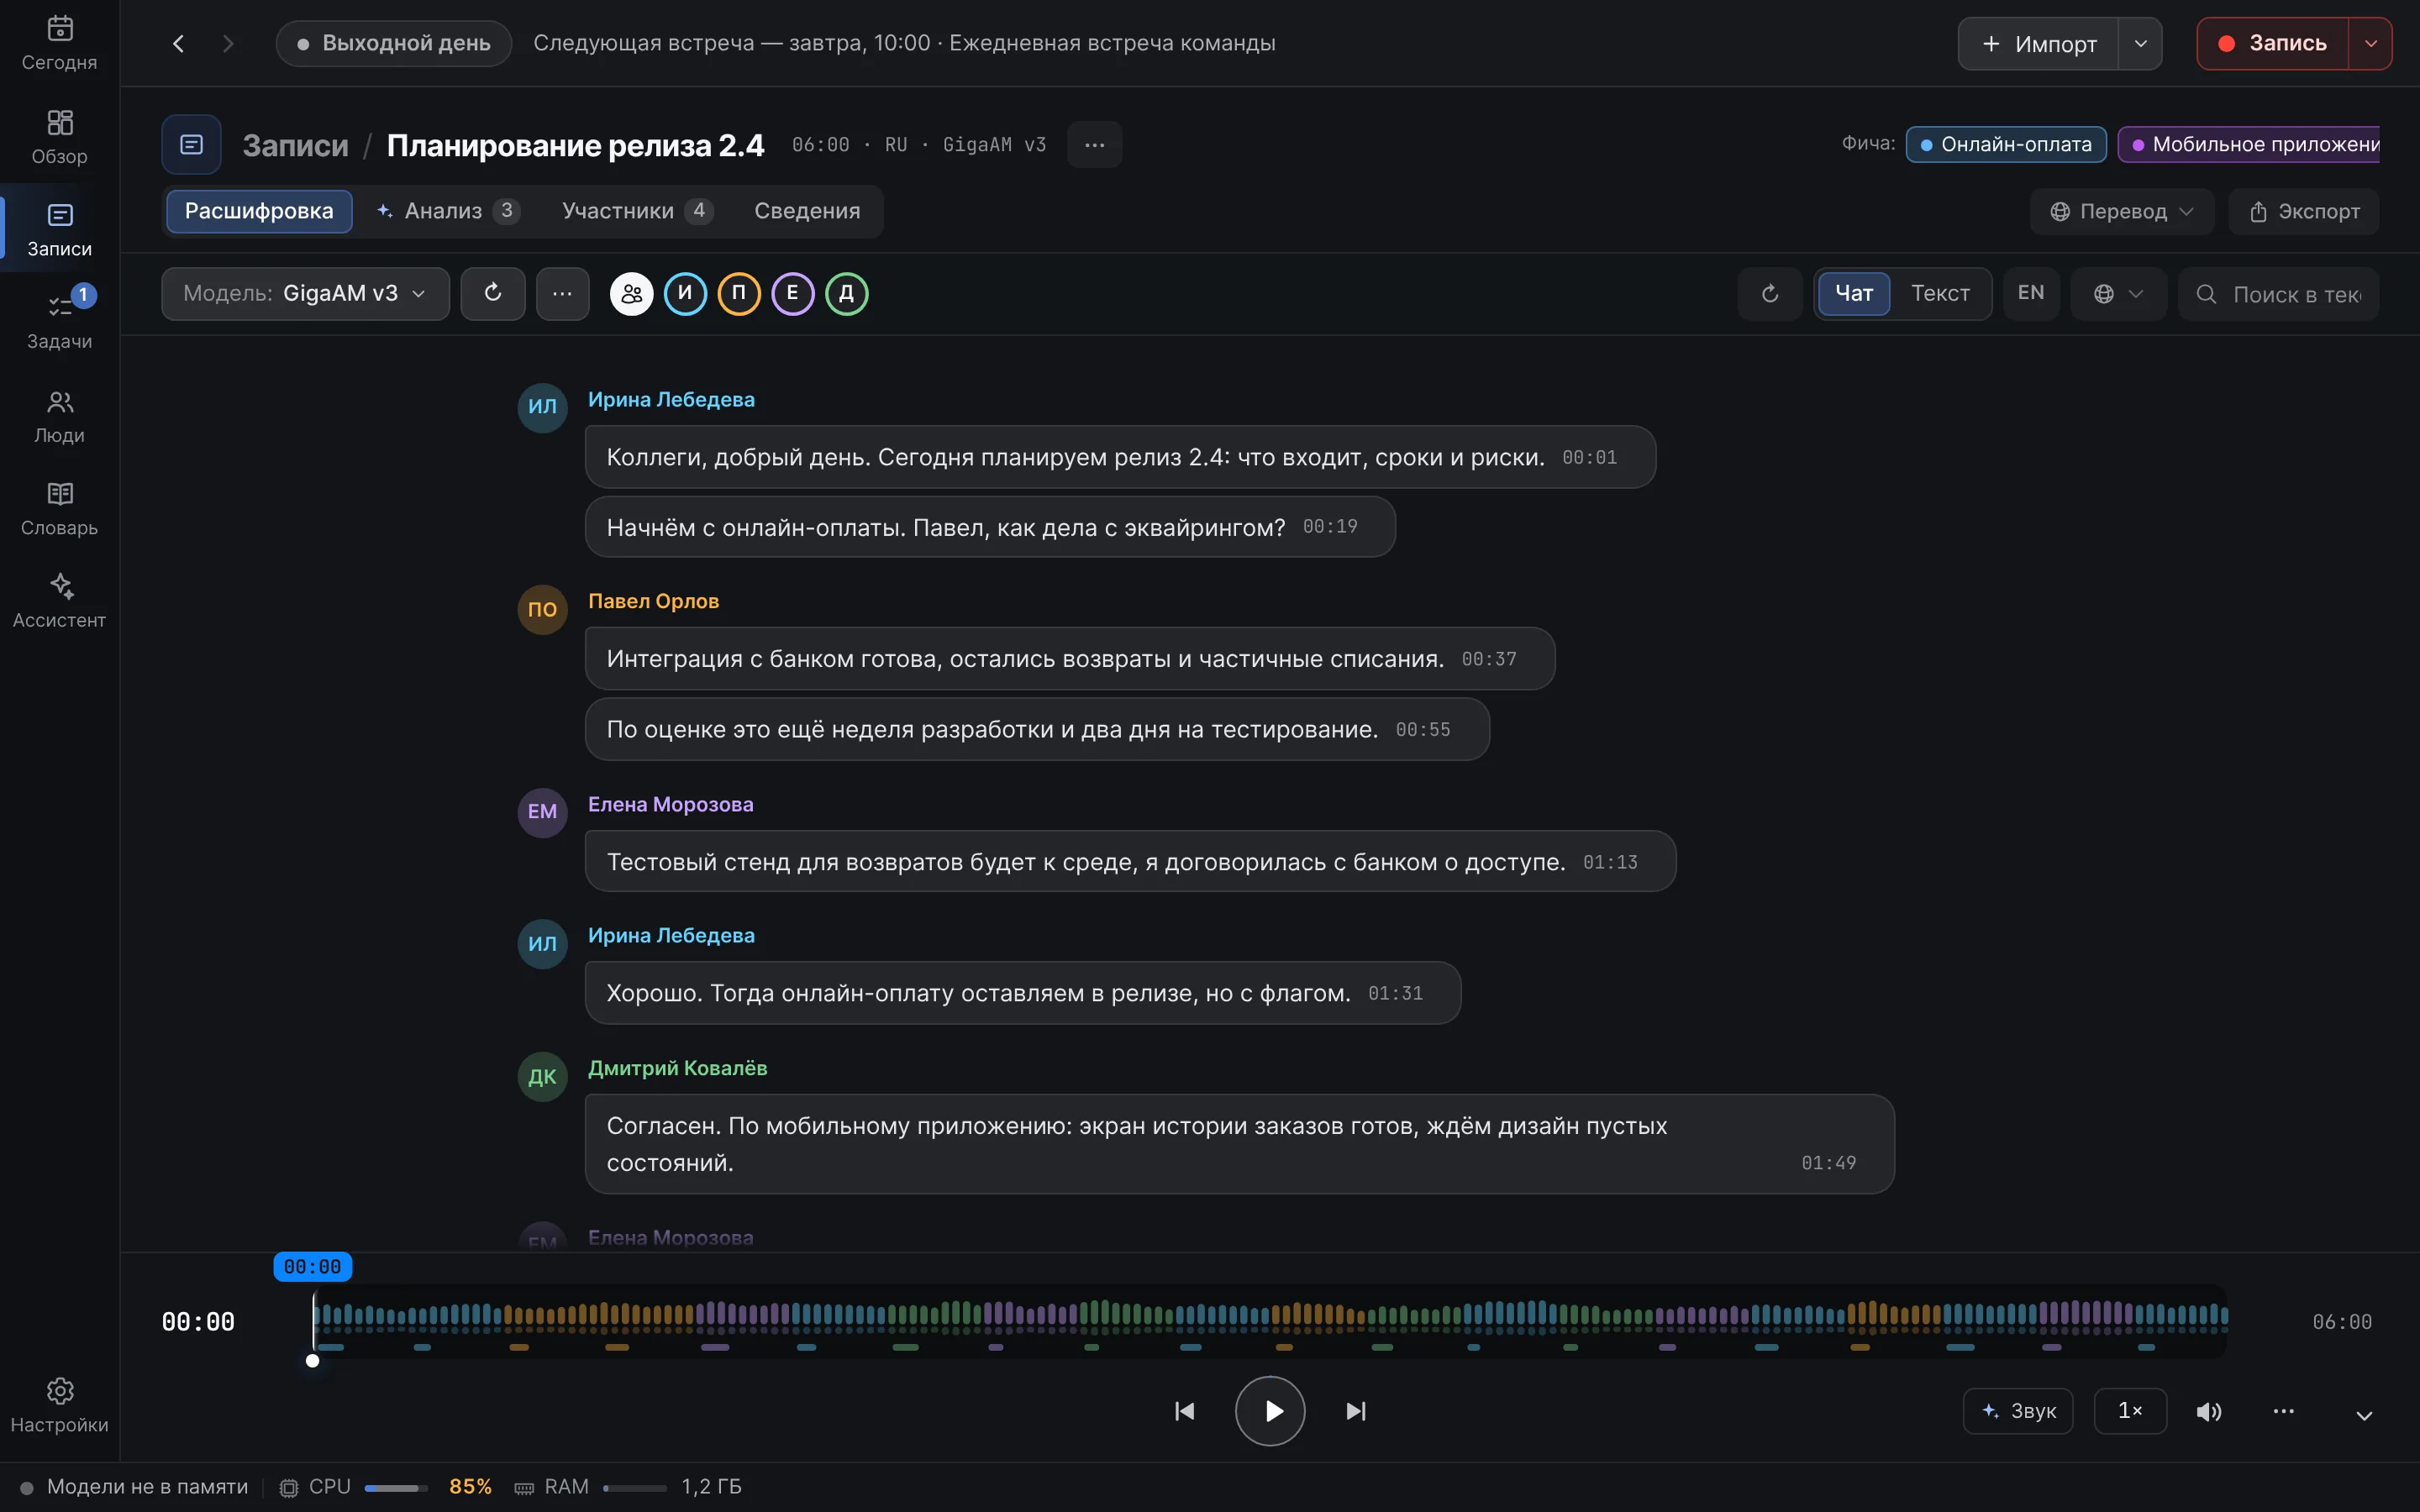 Сегодня
Обзор
Записи
1
Задачи
Люди
Словарь
Ассистент
Настройки
Выходной день
Следующая встреча — завтра, 10:00 · Ежедневная встреча команды
Импорт
Запись
Записи / Планирование релиза 2.4
06:00 · RU · GigaAM v3
Фича:
Онлайн-оплата
Мобильное приложени
Расшифровка
Анализ 3
Участники 4
Сведения
Перевод
Экспорт
Модель: GigaAM v3
И
П
Е
Д
Чат
Текст
EN
Поиск в тек
ИЛ
Ирина Лебедева
Коллеги, добрый день. Сегодня планируем релиз 2.4: что входит, сроки и риски. 00:01
Начнём с онлайн-оплаты. Павел, как дела с эквайрингом? 00:19
ПО
Павел Орлов
Интеграция с банком готова, остались возвраты и частичные списания. 00:37
По оценке это ещё неделя разработки и два дня на тестирование. 00:55
ЕМ
Елена Морозова
Тестовый стенд для возвратов будет к среде, я договорилась с банком о доступе. 01:13
ИЛ
Ирина Лебедева
Хорошо. Тогда онлайн-оплату оставляем в релизе, но с флагом. 01:31
ДК
Дмитрий Ковалёв
Согласен. По мобильному приложению: экран истории заказов готов, ждём дизайн пустых
состояний. 01:49
ЕМ
Елена Морозова
00:00
00:00
06:00
Звук
1×
Модели не в памяти
CPU 85%
RAM 1,2 ГБ